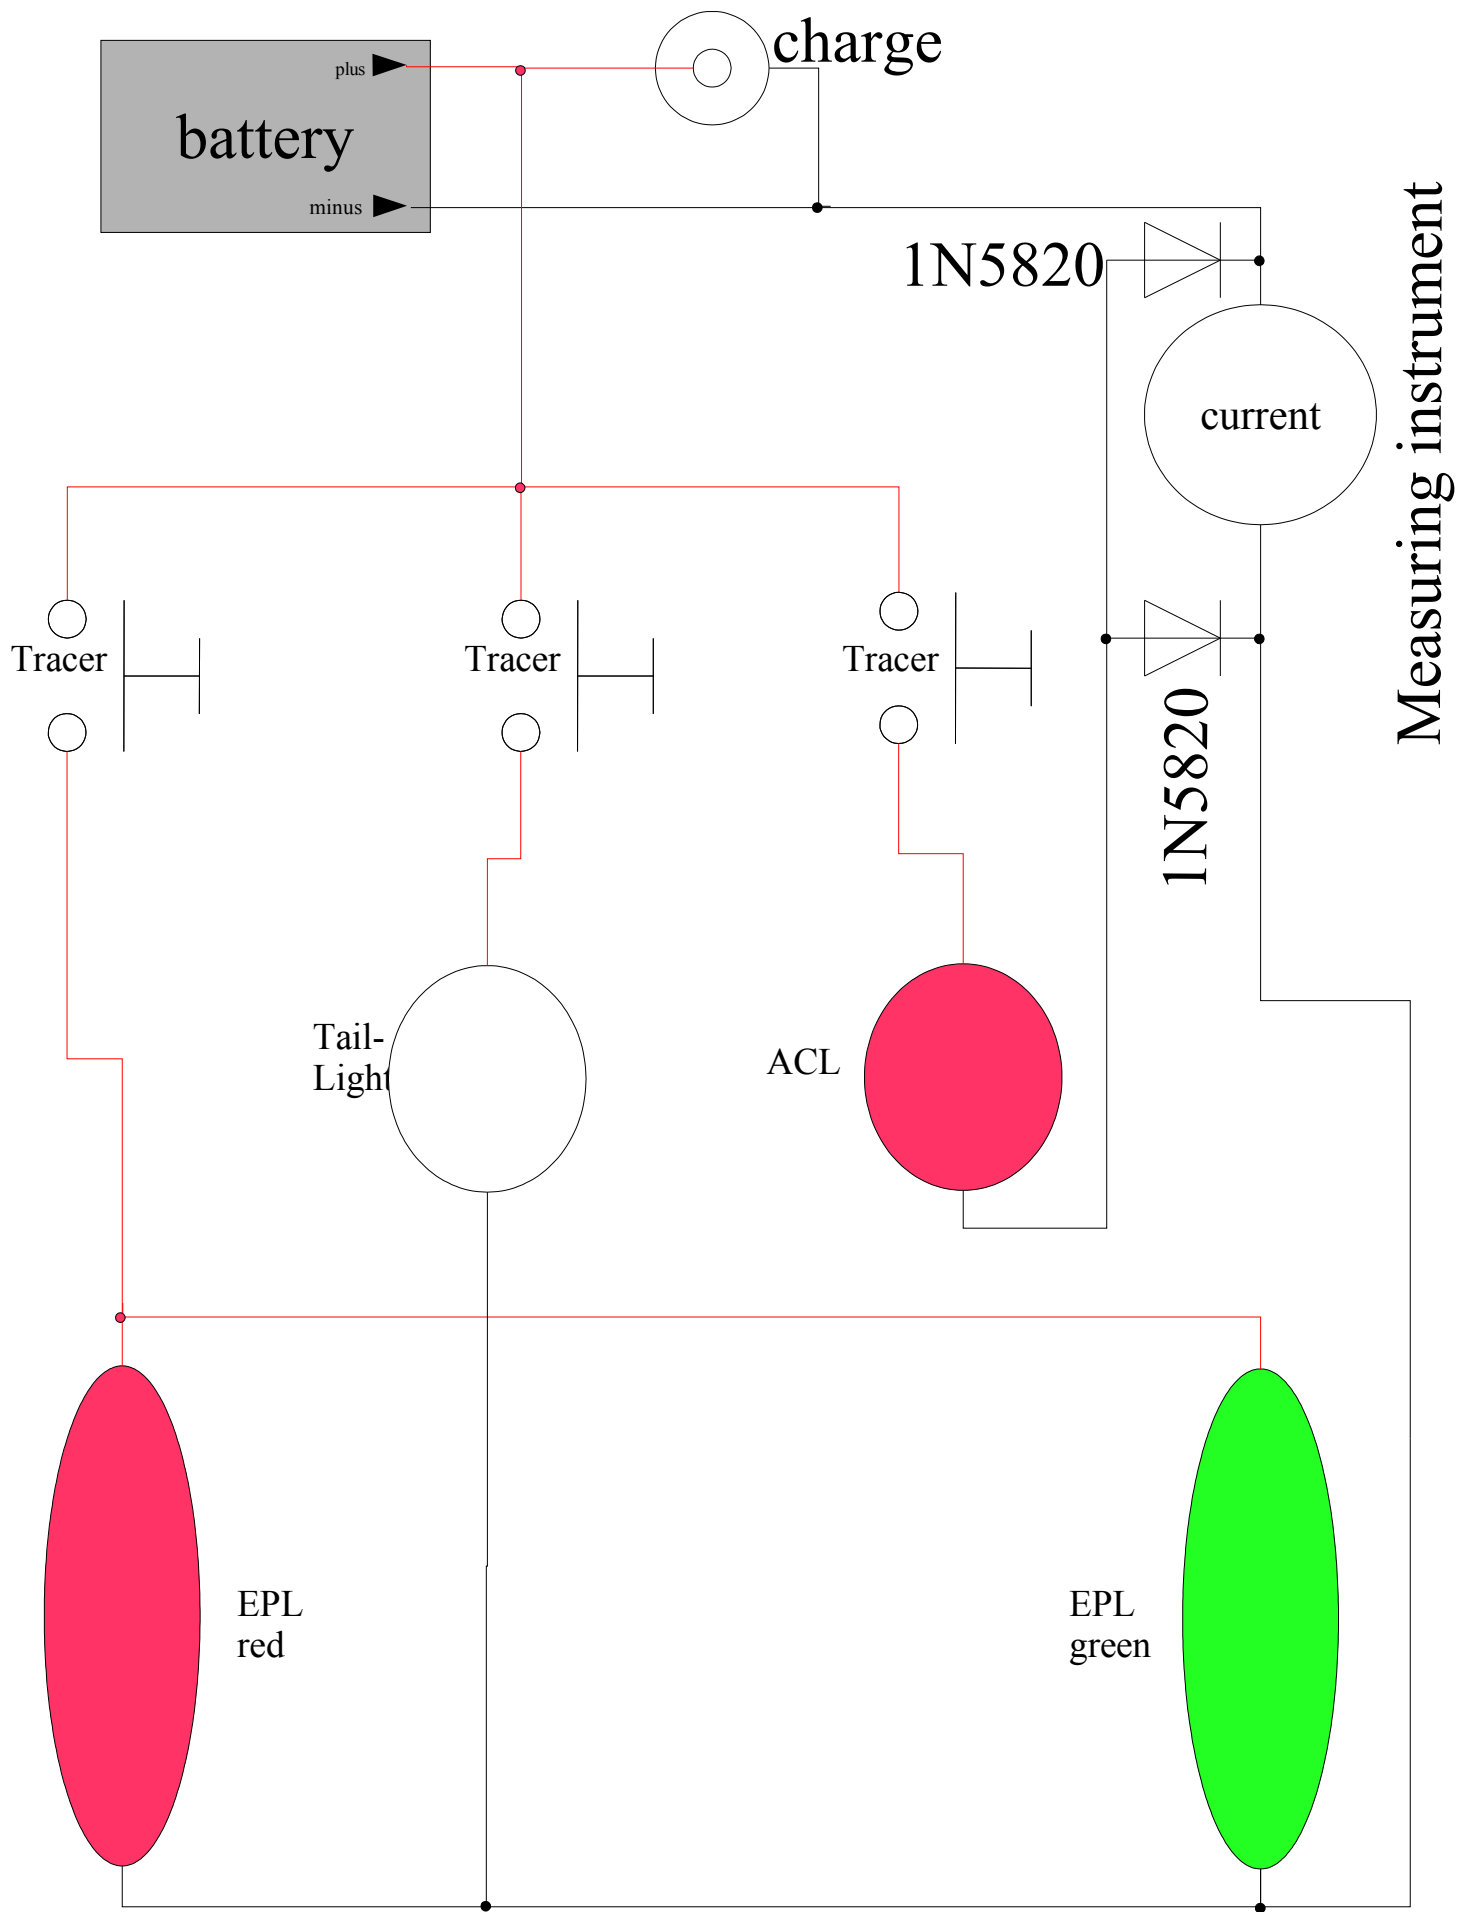 charge
plus
battery
minus
1N5820
Measuring instrument
current
Tracer
Tracer
Tracer
1N5820
Tail-
Light
ACL
EPL
red
EPL
green